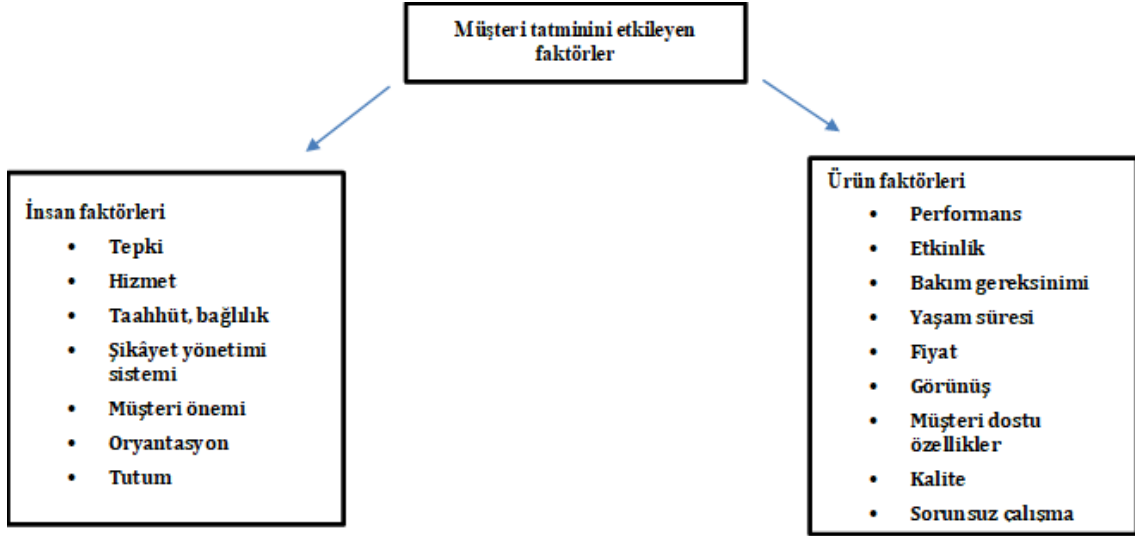 Müşteri tatminini etkileyen
faktörler
İnsan faktörleri
• Tepki
• Hizmet
• Taahhüt, bağlılık
• Şikâyet yönetimi
sistemi
• Müşteri önemi
• Oryantasyon
• Tutum
Ürün faktörleri
• Performans
• Etkinlik
• Bakım gereksinimi
• Yaşam süresi
• Fiyat
• Görünüş
• Müşteri dostu
özellikler
• Kalite
• Sorunsuz çalışma